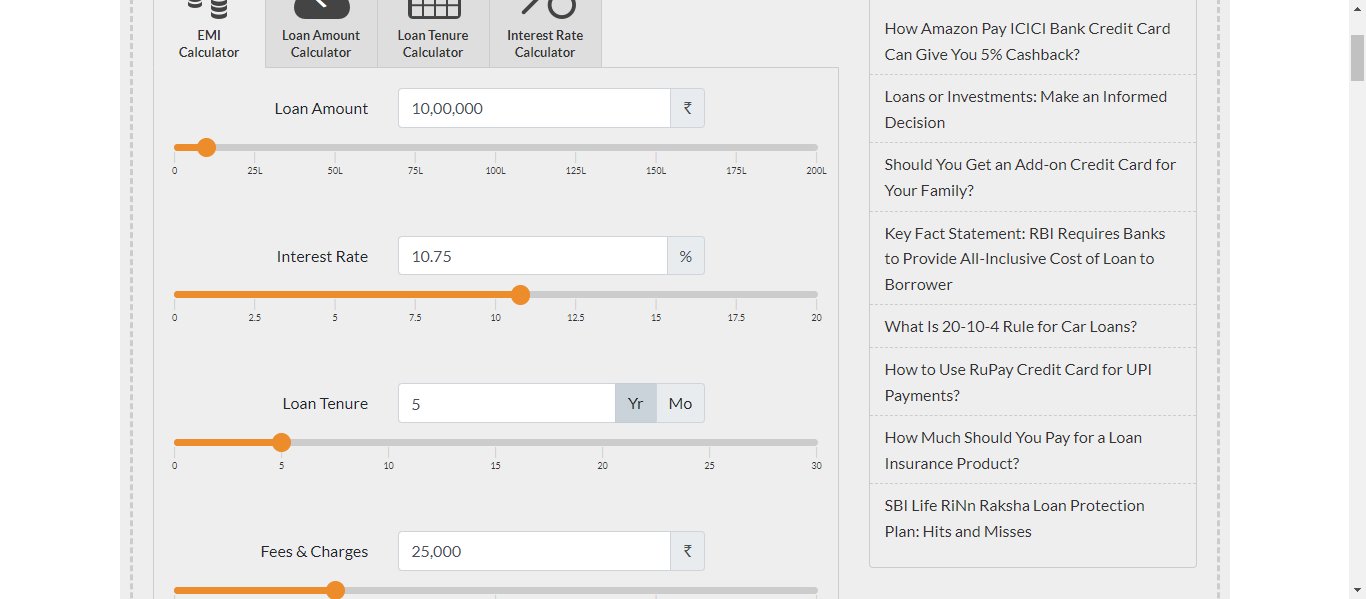 EMI
Calculator
Loan Amount
Calculator
Loan Tenure
Calculator
Interest Rate
Calculator
Loan Amount
10,00,000
₹
0 25L 50L 75L 100L 125L 150L 175L 200L
Interest Rate
10.75
%
0 2.5 5 7.5 10 12.5 15 17.5 20
Loan Tenure
5
Yr
Mo
0 5 10 15 20 25 30
Fees & Charges
25,000
₹
How Amazon Pay ICICI Bank Credit Card
Can Give You 5% Cashback?
Loans or Investments: Make an Informed
Decision
Should You Get an Add-on Credit Card for
Your Family?
Key Fact Statement: RBI Requires Banks
to Provide All-Inclusive Cost of Loan to
Borrower
What Is 20-10-4 Rule for Car Loans?
How to Use RuPay Credit Card for UPI
Payments?
How Much Should You Pay for a Loan
Insurance Product?
SBI Life RiNn Raksha Loan Protection
Plan: Hits and Misses